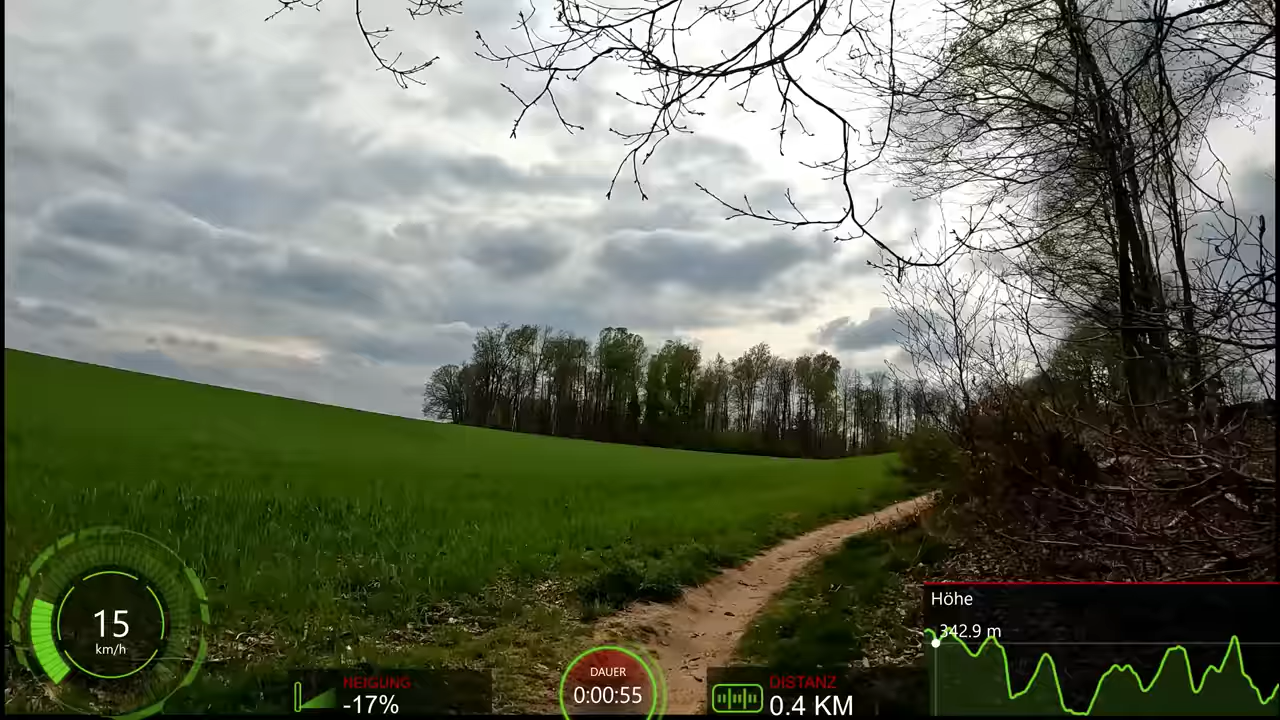 15
km/h
NEIGUNG
-17%
DAUER
0:00:55
DISTANZ
0.4 KM
Höhe
342.9 m